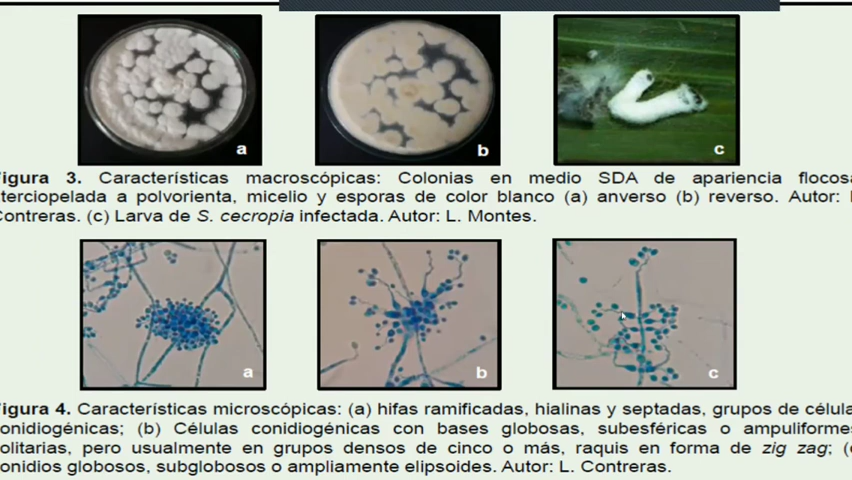 a
b
c
igura 3. Características macroscópicas: Colonias en medio SDA de apariencia flocosa
terciopelada a polvorienta, micelio y esporas de color blanco (a) anverso (b) reverso. Autor:
ontreras. (c) Larva de S. cecropia infectada. Autor: L. Montes.
a
b
c
igura 4. Características microscópicas: (a) hifas ramificadas, hialinas y septadas, grupos de célula
onidiogénicas; (b) Células conidiogénicas con bases globosas, subesféricas o ampuliformes
olitarias, pero usualmente en grupos densos de cinco o más, raquis en forma de zig zag; (
onidios globosos, subglobosos o ampliamente elipsoides. Autor: L. Contreras.